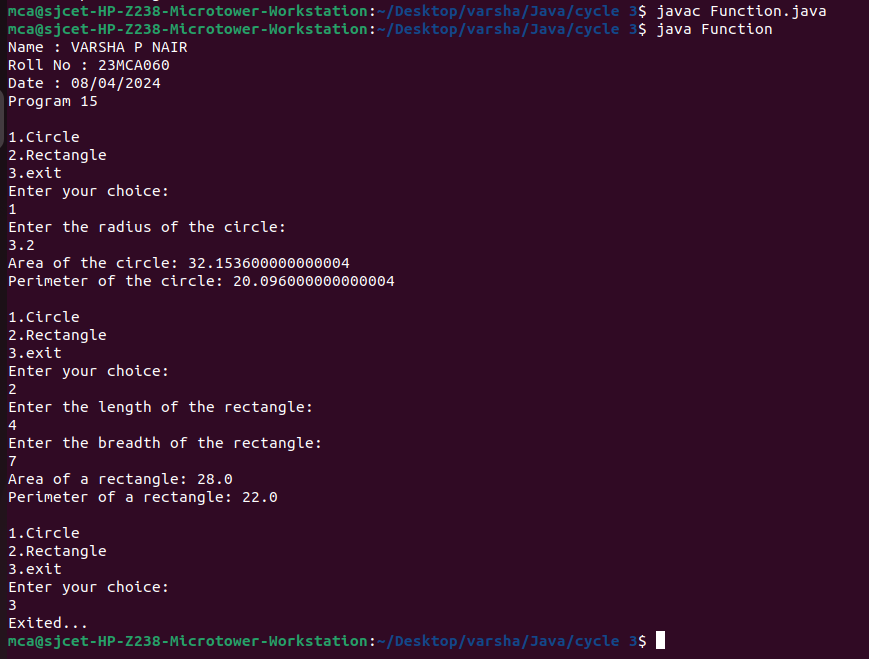 mca@sjcet-HP-Z238-Microtower-Workstation:~/Desktop/varsha/Java/cycle 3$ javac Function.java
mca@sjcet-HP-Z238-Microtower-Workstation:~/Desktop/varsha/Java/cycle 3$ java Function
Name : VARSHA P NAIR
Roll No : 23MCA060
Date : 08/04/2024
Program 15
1.Circle
2.Rectangle
3.exit
Enter your choice:
1
Enter the radius of the circle:
3.2
Area of the circle: 32.153600000000004
Perimeter of the circle: 20.096000000000004
1.Circle
2.Rectangle
3.exit
Enter your choice:
2
Enter the length of the rectangle:
4
Enter the breadth of the rectangle:
7
Area of a rectangle: 28.0
Perimeter of a rectangle: 22.0
1.Circle
2.Rectangle
3.exit
Enter your choice:
3
Exited...
mca@sjcet-HP-Z238-Microtower-Workstation:~/Desktop/varsha/Java/cycle 3$